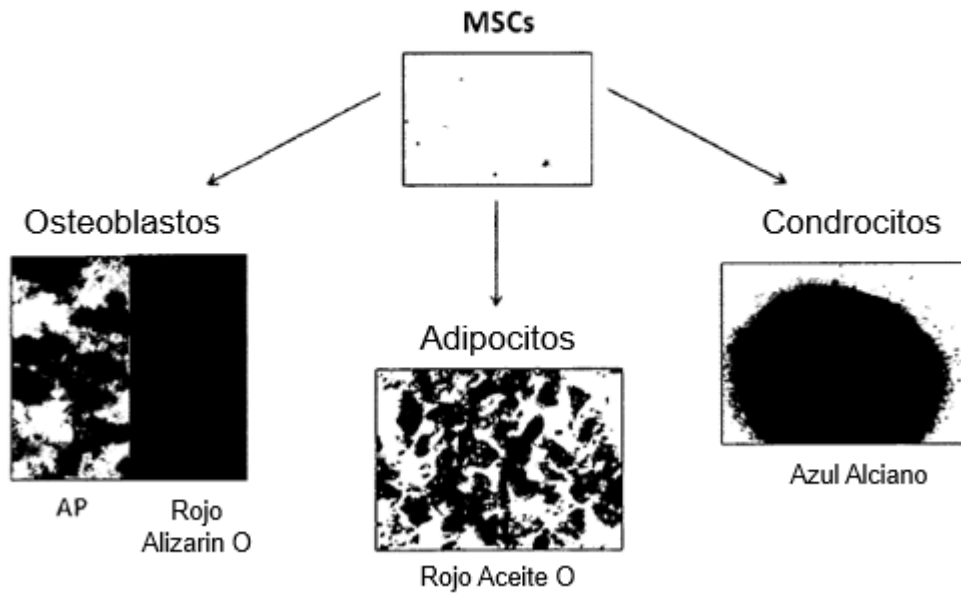 MSCs
Osteoblastos
Condrocitos
Adipocitos
AP
Rojo
Alizarin O
Azul Alciano
Rojo Aceite O